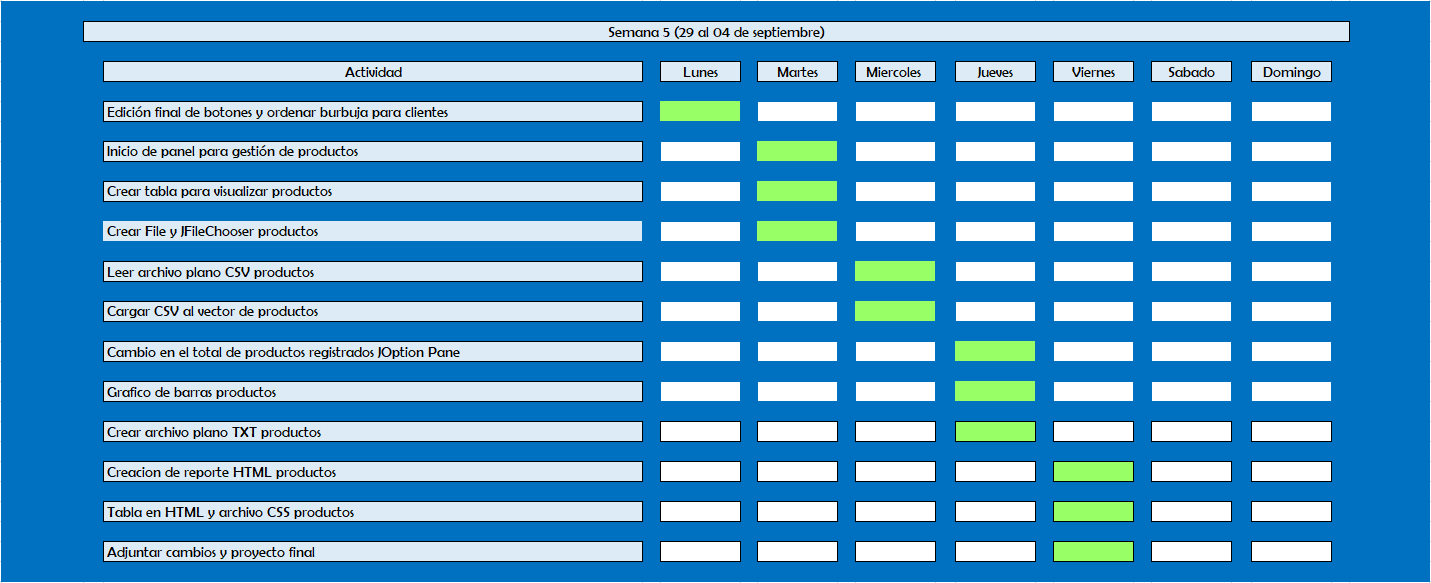 Semana 5 (29 al 04 de septiembre)
Actividad Lunes Martes Miercoles Jueves Viernes Sabado Domingo
Edición final de botones y ordenar burbuja para clientes
Inicio de panel para gestión de productos
Crear tabla para visualizar productos
Crear File y JFileChooser productos
Leer archivo plano CSV productos
Cargar CSV al vector de productos
Cambio en el total de productos registrados JOption Pane
Grafico de barras productos
Crear archivo plano TXT productos
Creacion de reporte HTML productos
Tabla en HTML y archivo CSS productos
Adjuntar cambios y proyecto final